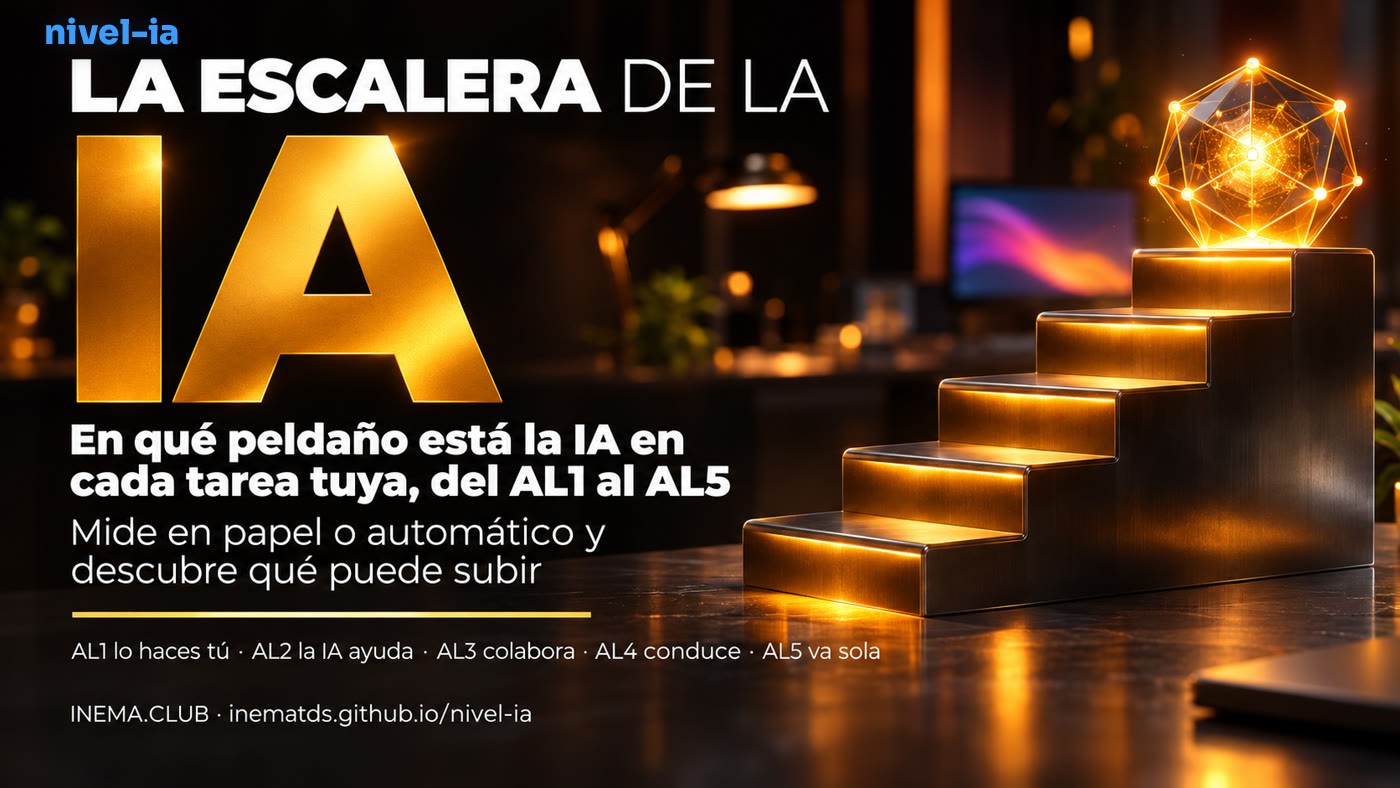 nivel-ia
LA ESCALERA DE LA
IA
En qué peldaño está la IA en
cada tarea tuya, del AL1 al AL5
Mide en papel o automático y
descubre qué puede subir
AL1 lo haces tú · AL2 la IA ayuda · AL3 colabora · AL4 conduce · AL5 va sola
INEMA.CLUB · inematds.github.io/nivel-ia